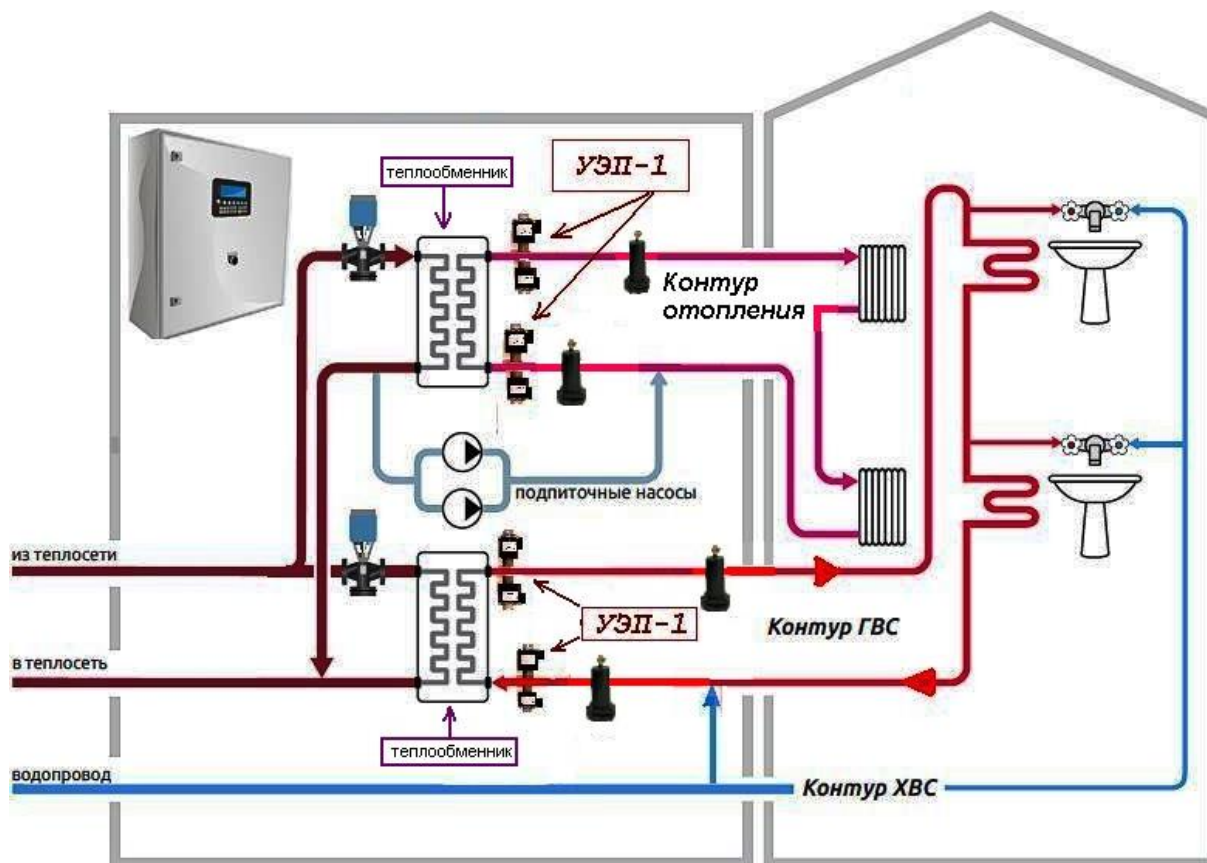 теплообменник
УЭП-1
Контур
отопления
подпиточные насосы
из теплосети
УЭП-1
Контур ГВС
в теплосеть
теплообменник
водопровод
Контур ХВС